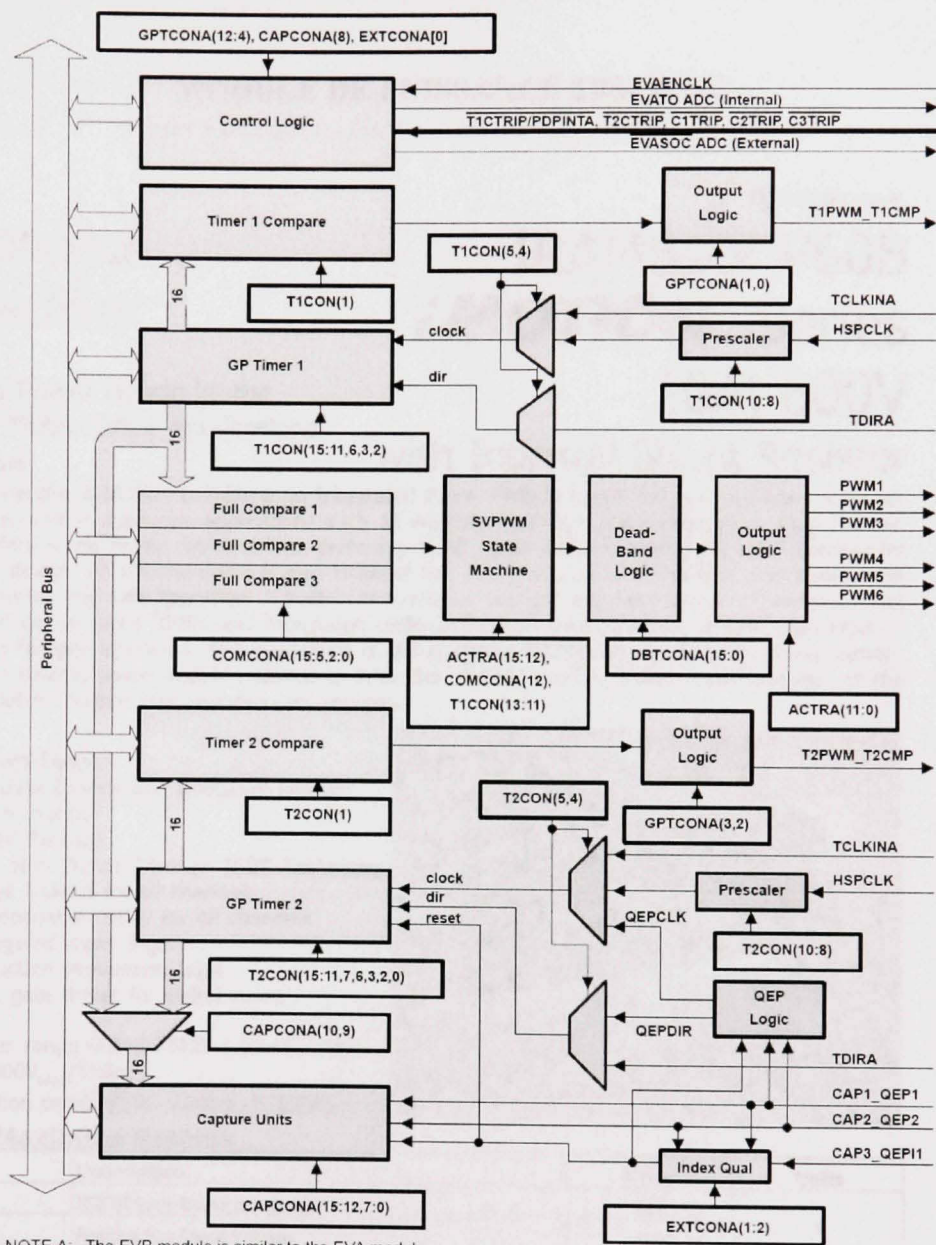 GPTCONA(12:4), CAPCONA(8), EXTCONA[0]
Control Logic
EVAENCLK
EVATO ADC (Internal)
T1CTRIP/PDPINTA, T2CTRIP, C1TRIP, C2TRIP, C3TRIP
EVASOC ADC (External)
Timer 1 Compare
Output
Logic
T1PWM_T1CMP
T1CON(5,4)
GPTCONA(1,0)
16
T1CON(1)
TCLKINA
clock
Prescaler
HSPCLK
GP Timer 1
dir
T1CON(10:8)
TDIRA
16
T1CON(15:11,6,3,2)
Full Compare 1
Full Compare 2
Full Compare 3
SVPWM
State
Machine
Dead-
Band
Logic
Output
Logic
PWM1
PWM2
PWM3
PWM4
PWM5
PWM6
Peripheral Bus
COMCONA(15:5,2:0)
ACTRA(15:12),
COMCONA(12),
T1CON(13:11)
DBTCONA(15:0)
ACTRA(11:0)
Timer 2 Compare
Output
Logic
T2PWM_T2CMP
T2CON(5,4)
GPTCONA(3,2)
16
T2CON(1)
TCLKINA
clock
Prescaler
HSPCLK
GP Timer 2
dir
reset
QEPCLK
T2CON(10:8)
16
T2CON(15:11,7,6,3,2,0)
QEP
Logic
CAPCONA(10,9)
QEPDIR
TDIRA
16
Capture Units
CAP1_QEP1
CAP2_QEP2
CAP3_QEPI1
Index Qual
CAPCONA(15:12,7:0)
EXTCONA(1:2)
NOTE A: The EVB module is similar to the EVA module